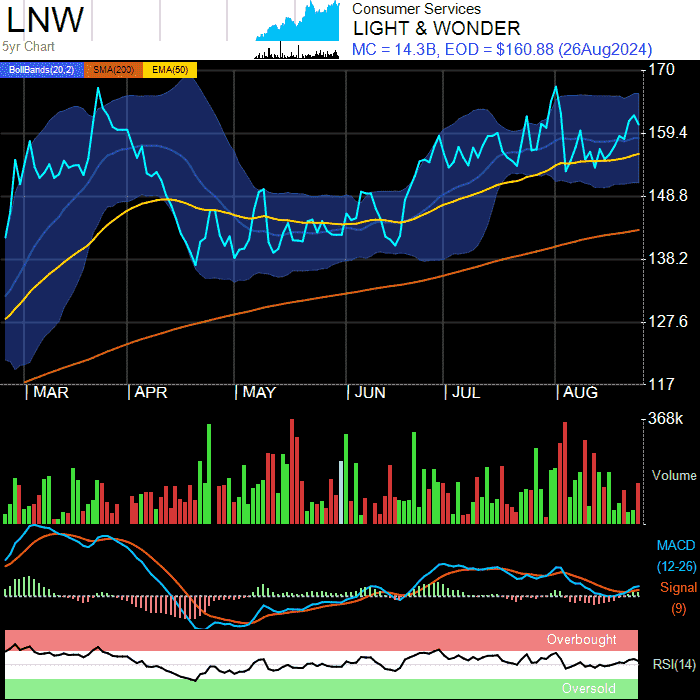 LNW
5yr Chart
Consumer Services
LIGHT & WONDER
MC = 14.3B, EOD = $160.88 (26Aug2024)
BollBands(20,2) SMA(200) EMA(50)
170
159.4
148.8
138.2
127.6
117
MAR APR MAY JUN JUL AUG
368k
Volume
MACD
(12-26)
Signal
(9)
Overbought
RSI(14)
Oversold